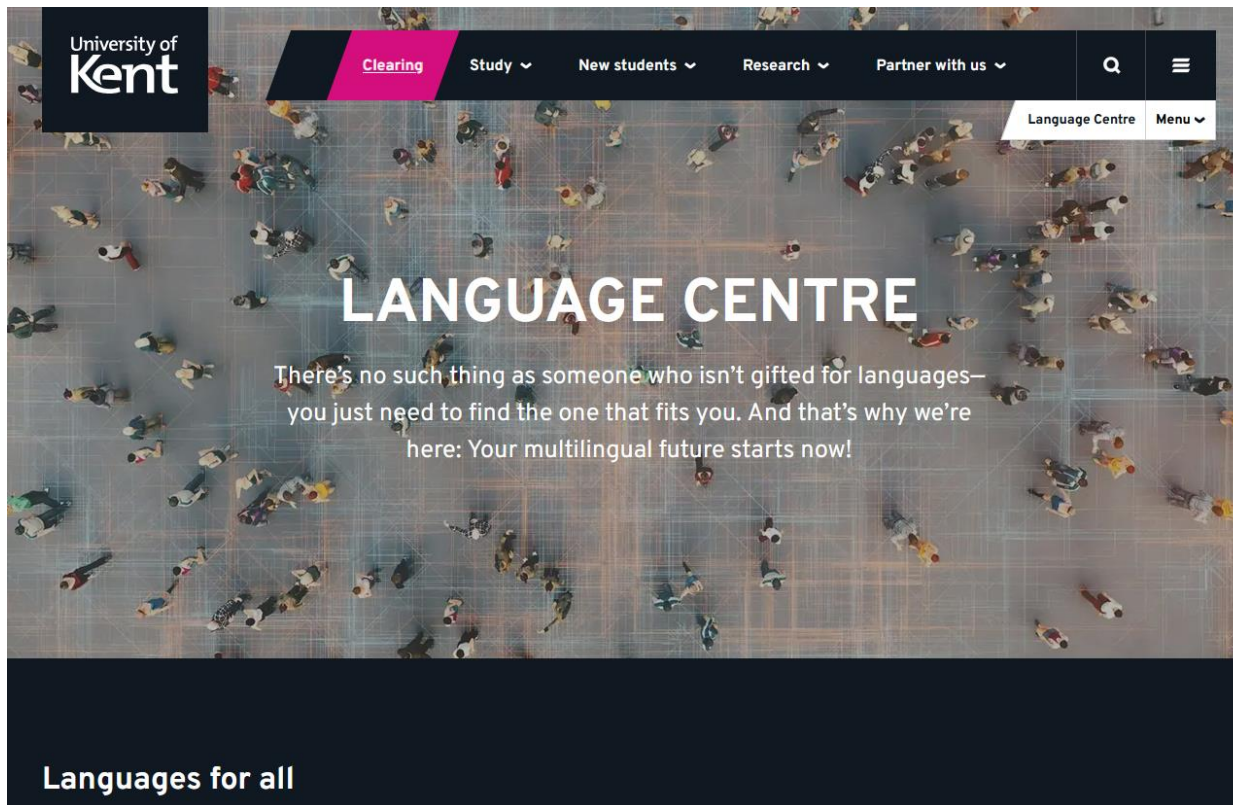 University of
Kent
Clearing
Study
New students
Research
Partner with us
Language Centre
Menu
LANGUAGE CENTRE
There's no such thing as someone who isn't gifted for languages—
you just need to find the one that fits you. And that's why we're
here: Your multilingual future starts now!
Languages for all